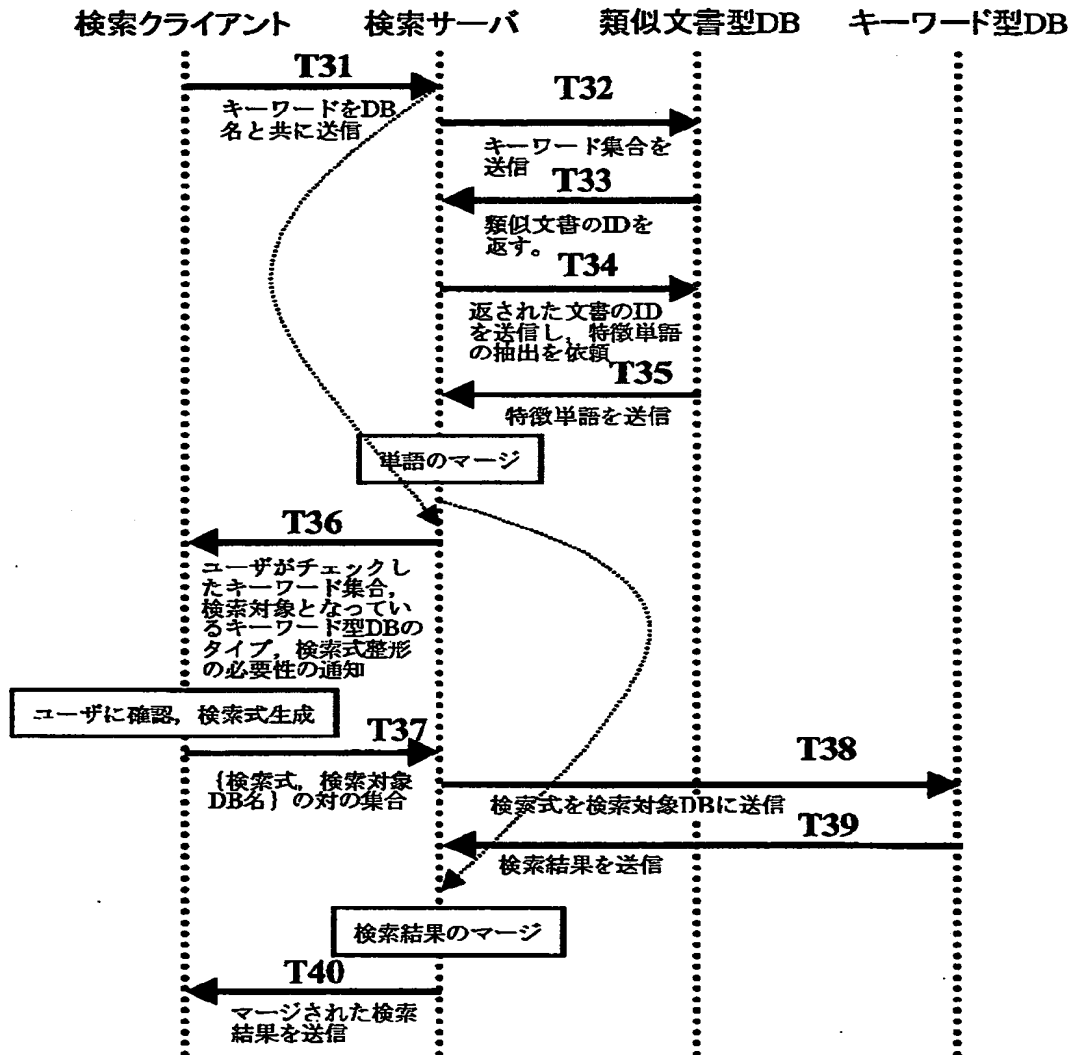 検索クライアント
検索サーバ
類似文書型DB
キーワード型DB
T31
キーワードをDB
名と共に送信
T32
キーワード集合を
送信
T33
類似文書のIDを
返す。
T34
返された文書のID
を送信し，特徴単語
の抽出を依頼
T35
特徴単語を送信
単語のマージ
T36
ユーザがチェックし
たキーワード集合，
検索対象となってい
るキーワード型DBの
タイプ，検索式整形
の必要性の通知
ユーザに確認，検索式生成
T37
{検索式，検索対象
DB名}の対の集合
T38
検索式を検索対象DBに送信
T39
検索結果を送信
検索結果のマージ
T40
マージされた検索
結果を送信